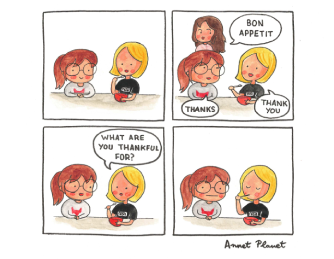 BON
APPETIT
THANKS
THANK
YOU
WHAT ARE
YOU THANKFUL
FOR?
Annet Planet